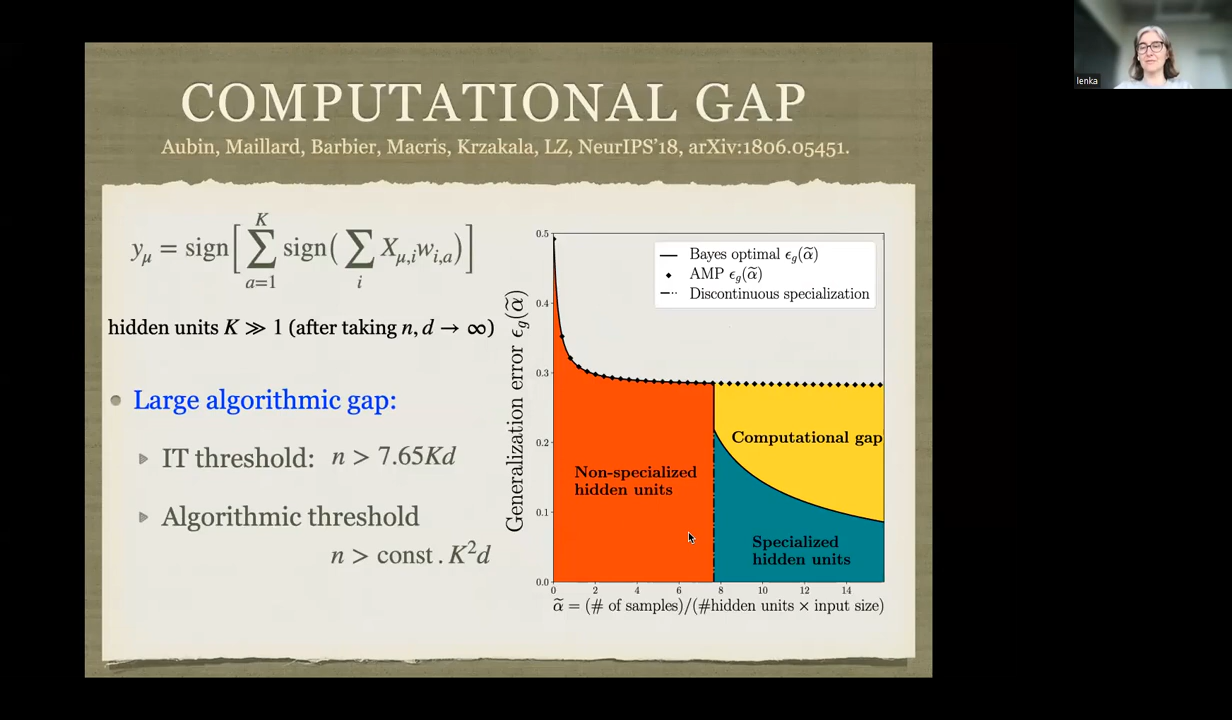 lenka
COMPUTATIONAL GAP
Aubin, Maillard, Barbier, Macris, Krzakala, LZ, NeurIPS'18, arXiv:1806.05451.
y_μ = sign[ ∑_{a=1}^{K} sign( ∑_i X_{μ,i} w_{i,a} ) ]
hidden units K ≫ 1 (after taking n, d → ∞)
Large algorithmic gap:
IT threshold: n > 7.65Kd
Algorithmic threshold
n > const. K²d
Generalization error ε_g(α̃)
0.5
0.4
0.3
0.2
0.1
0.0
Bayes optimal ε_g(α̃)
AMP ε_g(α̃)
Discontinuous specialization
Computational gap
Non-specialized
hidden units
Specialized
hidden units
0 2 4 6 8 10 12 14
α̃ = (# of samples)/(#hidden units × input size)